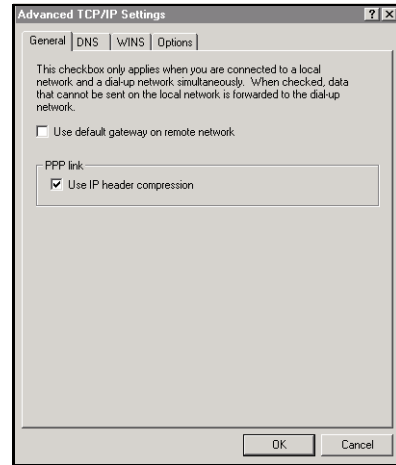 Advanced TCP/IP Settings
General DNS WINS Options
This checkbox only applies when you are connected to a local
network and a dial-up network simultaneously. When checked, data
that cannot be sent on the local network is forwarded to the dial-up
network.
Use default gateway on remote network
PPP link
Use IP header compression
OK Cancel